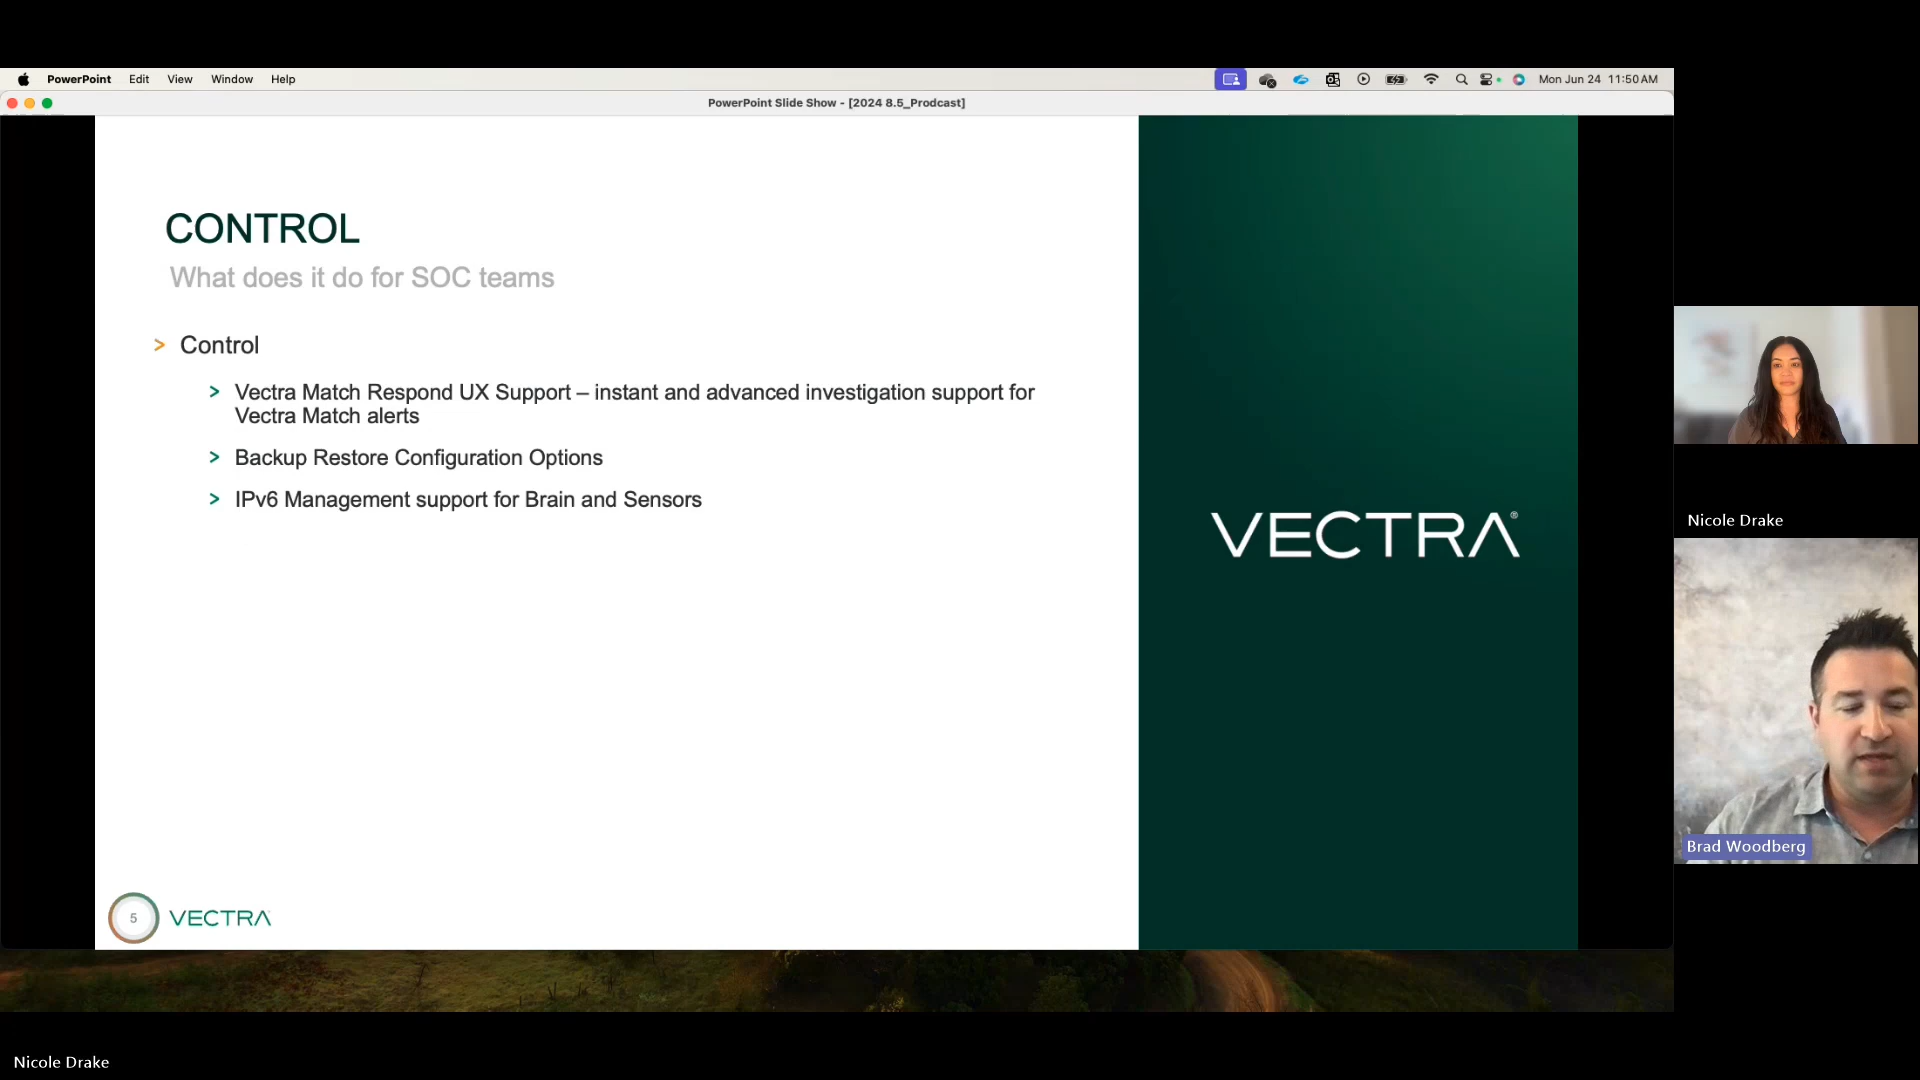 PowerPoint Edit View Window Help Mon Jun 24 11:50 AM
PowerPoint Slide Show - [2024 8.5_Prodcast]
CONTROL
What does it do for SOC teams
> Control
> Vectra Match Respond UX Support – instant and advanced investigation support for
Vectra Match alerts
> Backup Restore Configuration Options
> IPv6 Management support for Brain and Sensors
VECTRA®
5 VECTRA
Nicole Drake
Brad Woodberg
Nicole Drake